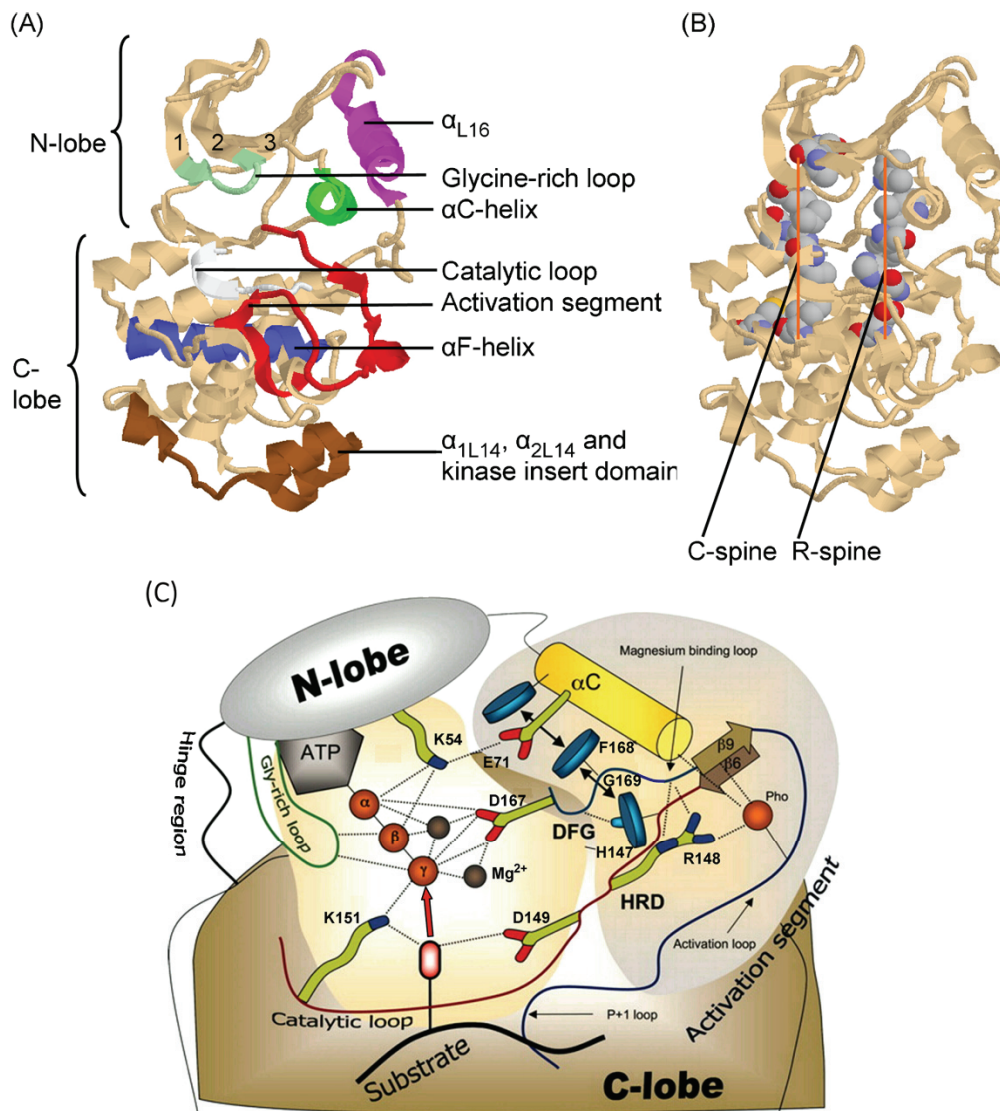 (A)
N-lobe
1 2 3
αL16
Glycine-rich loop
αC-helix
Catalytic loop
Activation segment
αF-helix
C-
lobe
α1L14, α2L14 and
kinase insert domain
(B)
C-spine R-spine
(C)
N-lobe
Hinge region
ATP
Gly-rich loop
α
β
γ
K54
E71
αC
Magnesium binding loop
F168
G169
β9
β6
D167
DFG
Pho
H147
R148
Mg2+
K151
D149
HRD
Activation loop
Activation segment
Catalytic loop
P+1 loop
Substrate
C-lobe